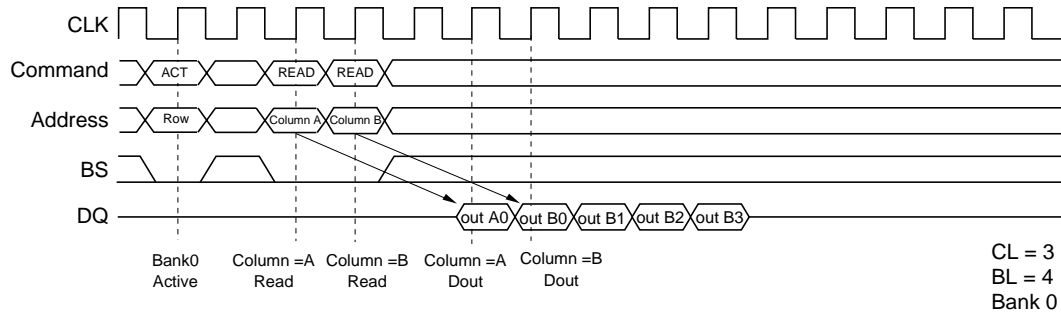 CLK
Command ACT READ READ
Address Row Column A Column B
BS
DQ out A0 out B0 out B1 out B2 out B3
Bank0 Column =A Column =B Column =A Column =B
Active Read Read Dout Dout
CL = 3
BL = 4
Bank 0